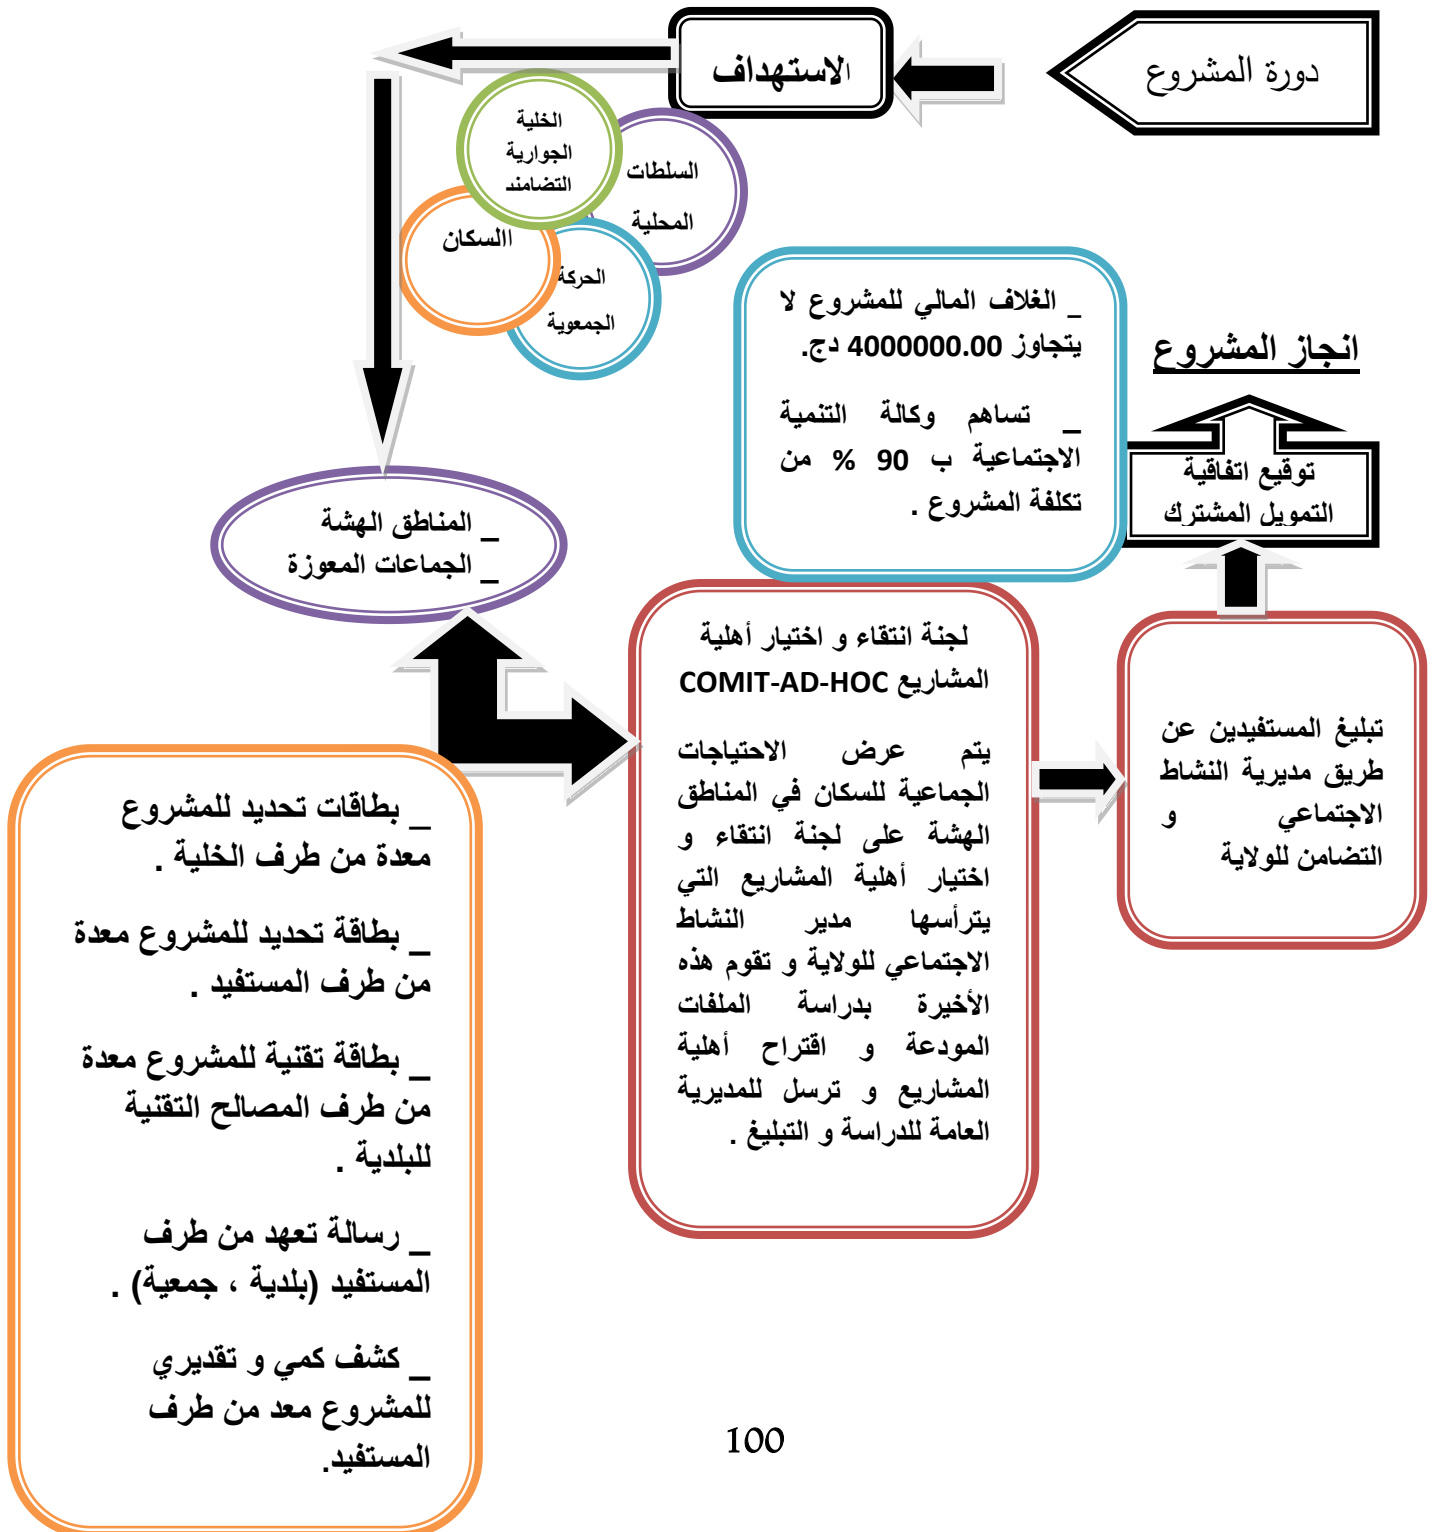 دورة المشروع
الاستهداف
الخلية
الجوارية
التضامند
السلطات
المحلية
االسكان
الحركة
الجمعوية
_ الغلاف المالي للمشروع لا
يتجاوز 4000000.00 دج.
_ تساهم وكالة التنمية
الاجتماعية ب 90 % من
تكلفة المشروع .
انجاز المشروع
توقيع اتفاقية
التمويل المشترك
_ المناطق الهشة
_ الجماعات المعوزة
لجنة انتقاء و اختيار أهلية
المشاريع COMIT-AD-HOC
يتم عرض الاحتياجات
الجماعية للسكان في المناطق
الهشة على لجنة انتقاء و
اختيار أهلية المشاريع التي
يترأسها مدير النشاط
الاجتماعي للولاية و تقوم هذه
الأخيرة بدراسة الملفات
المودعة و اقتراح أهلية
المشاريع و ترسل للمديرية
العامة للدراسة و التبليغ .
تبليغ المستفيدين عن
طريق مديرية النشاط
الاجتماعي و
التضامن للولاية
_ بطاقات تحديد للمشروع
معدة من طرف الخلية .
_ بطاقة تحديد للمشروع معدة
من طرف المستفيد .
_ بطاقة تقنية للمشروع معدة
من طرف المصالح التقنية
للبلدية .
_ رسالة تعهد من طرف
المستفيد (بلدية ، جمعية) .
_ كشف كمي و تقديري
للمشروع معد من طرف
المستفيد.
100